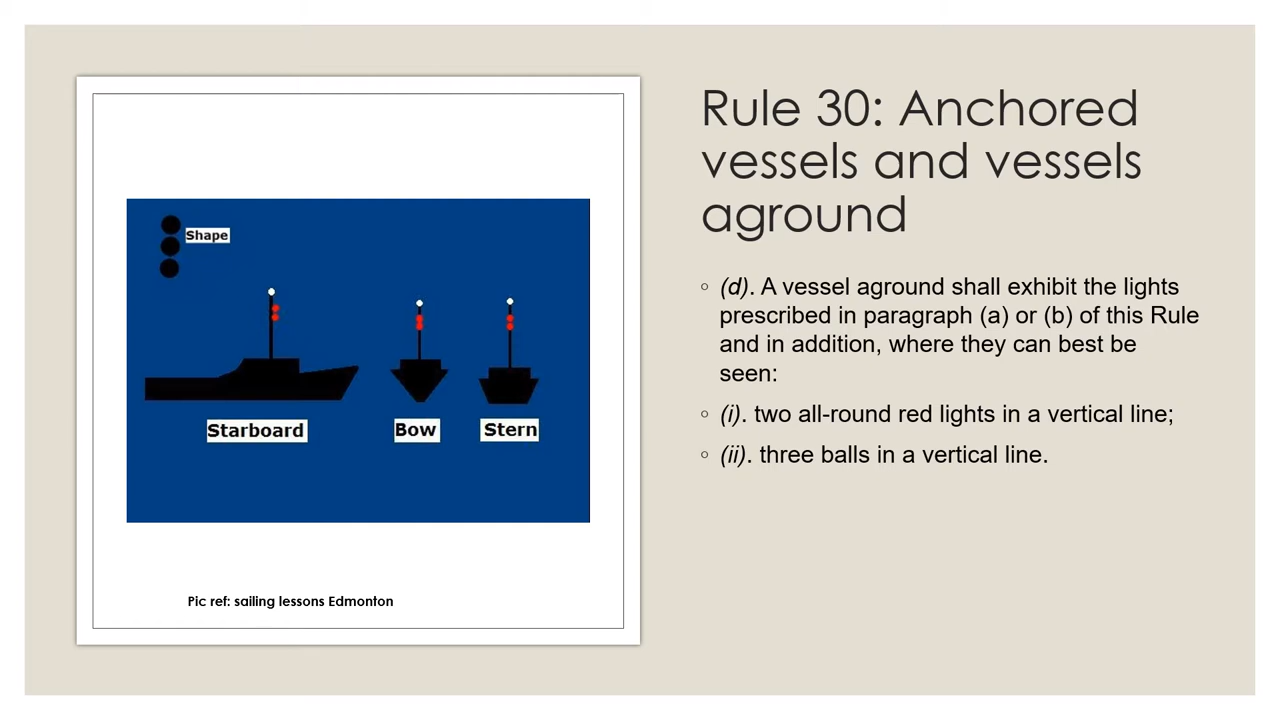 Shape
Starboard
Bow
Stern
Pic ref: sailing lessons Edmonton
Rule 30: Anchored
vessels and vessels
aground
◦ (d). A vessel aground shall exhibit the lights
prescribed in paragraph (a) or (b) of this Rule
and in addition, where they can best be
seen:
◦ (i). two all-round red lights in a vertical line;
◦ (ii). three balls in a vertical line.